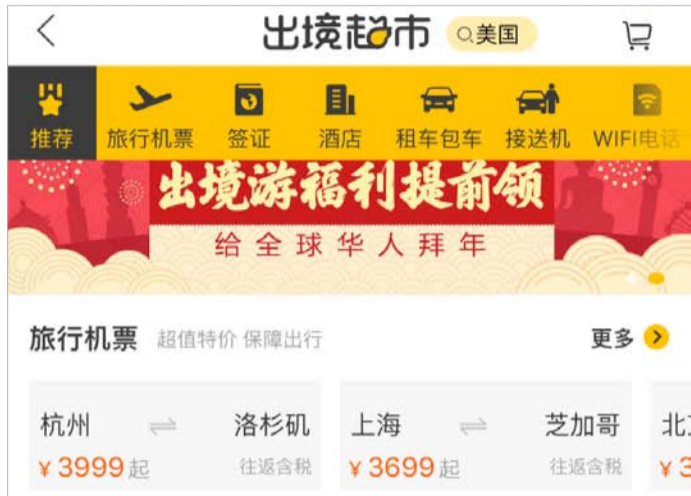 出境超市 美国
推荐 旅行机票 签证 酒店 租车包车 接送机 WIFI电话
出境游福利提前领
给全球华人拜年
旅行机票 超值特价 保障出行 更多
杭州 洛杉矶 上海 芝加哥
¥3999起 往返含税 ¥3699起 往返含税 ¥3